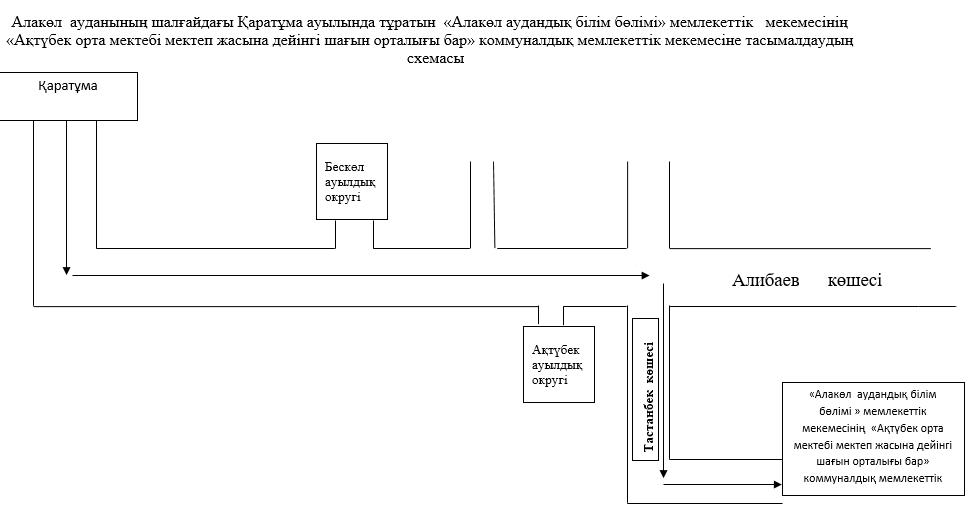 Алакөл ауданының шалғайдағы Қаратұма ауылында тұратын «Алакөл аудандық білім бөлімі» мемлекеттік мекемесінің
«Ақтүбек орта мектебі мектеп жасына дейінгі шағын орталығы бар» коммуналдық мемлекеттік мекемесіне тасымалдаудың
схемасы
Қаратұма
Бескөл
ауылдық
округі
Алибаев көшесі
Ақтүбек
ауылдық
округі
Тастанбек көшесі
«Алакөл аудандық білім
бөлімі » мемлекеттік
мекемесінің «Ақтүбек орта
мектебі мектеп жасына дейінгі
шағын орталығы бар»
коммуналдық мемлекеттік